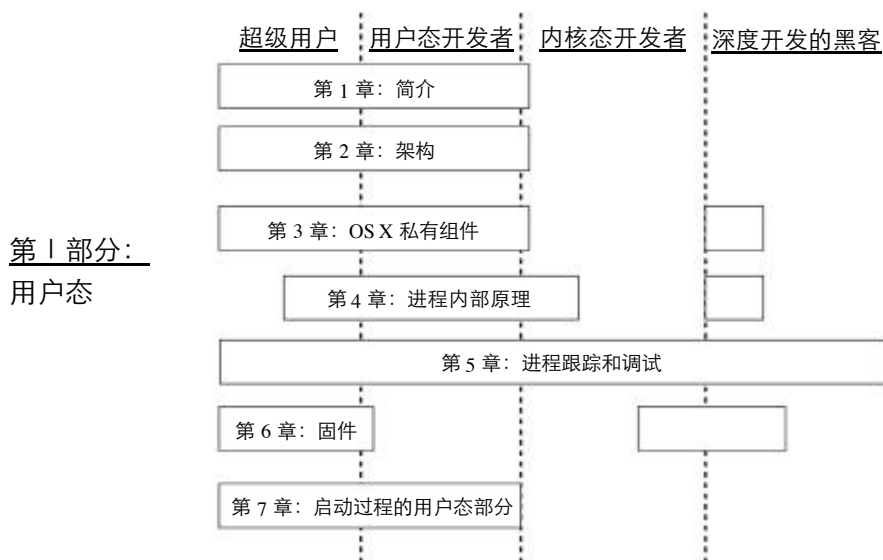 超级用户 用户态开发者 内核态开发者 深度开发的黑客
第 1 章：简介
第 2 章：架构
第 3 章：OS X 私有组件
第 I 部分：
用户态
第 4 章：进程内部原理
第 5 章：进程跟踪和调试
第 6 章：固件
第 7 章：启动过程的用户态部分